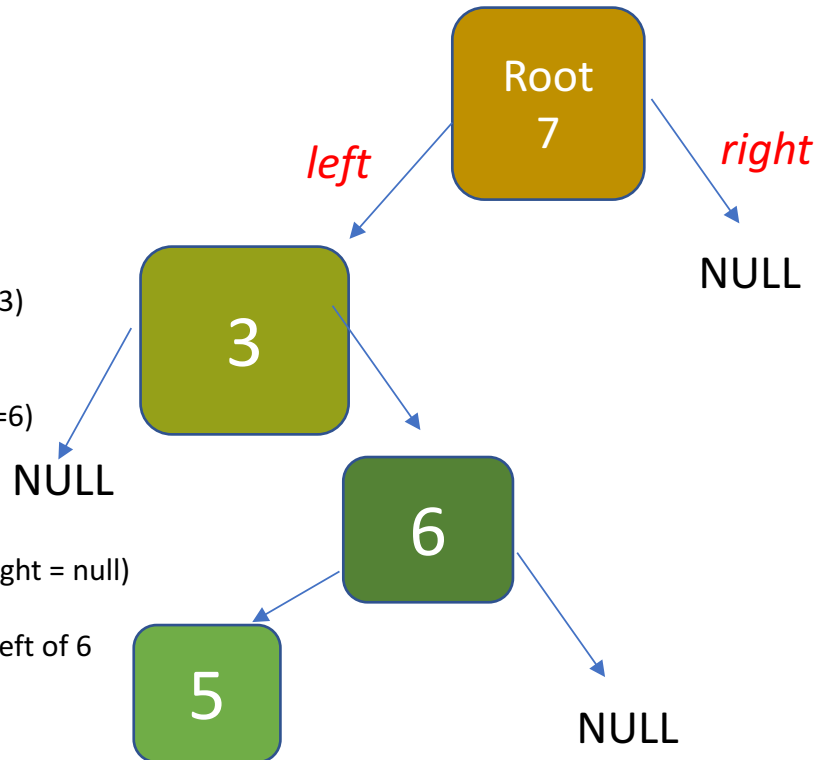 Root
7
left
right
NULL
3)
3
=6)
NULL
6
ght = null)
eft of 6
5
NULL